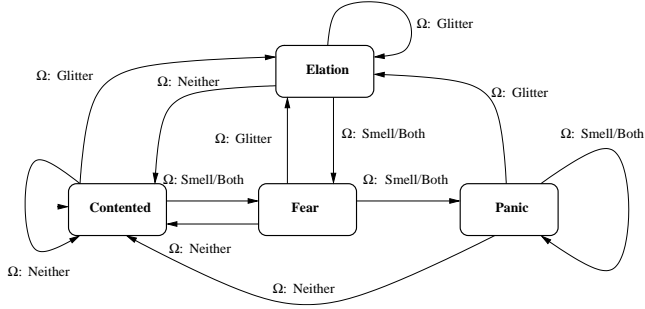 Ω: Glitter
Elation
Ω: Glitter
Ω: Neither
Ω: Glitter
Ω: Glitter
Ω: Smell/Both
Ω: Smell/Both
Ω: Smell/Both
Ω: Smell/Both
Contented
Fear
Panic
Ω: Neither
Ω: Neither
Ω: Neither